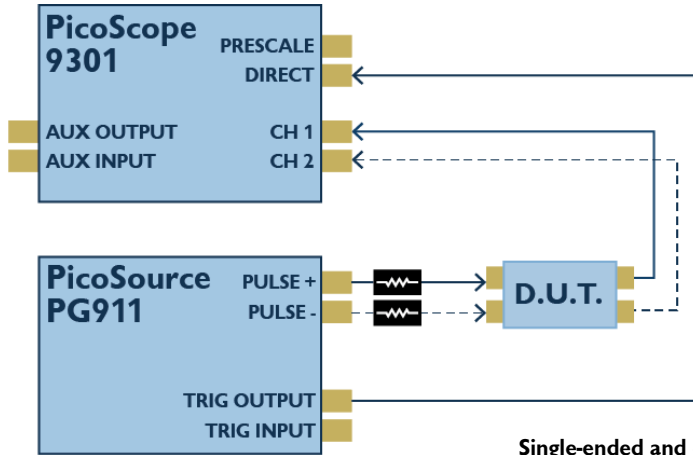 PicoScope
9301
PRESCALE
DIRECT
AUX OUTPUT
CH 1
AUX INPUT
CH 2
PicoSource
PG911
PULSE +
PULSE -
D.U.T.
TRIG OUTPUT
TRIG INPUT
Single-ended and